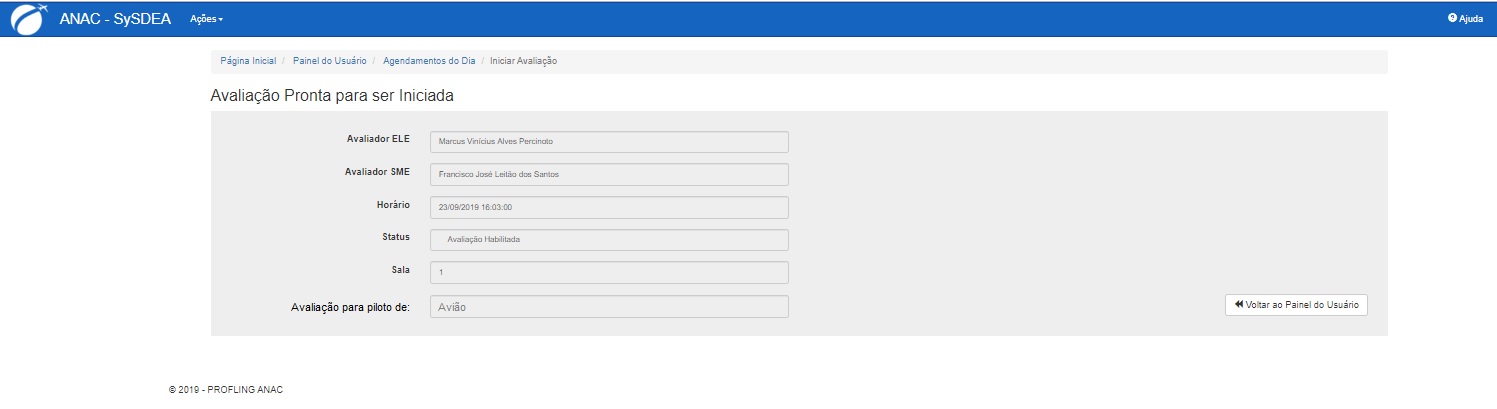 ANAC - SySDEA Ações Ajuda
Página Inicial / Painel do Usuário / Agendamentos do Dia / Iniciar Avaliação
Avaliação Pronta para ser Iniciada
Avaliador ELE Marcus Vinícius Alves Percinoto
Avaliador SME Francisco José Leitão dos Santos
Horário 23/09/2019 16:03:00
Status Avaliação Habilitada
Sala 1
Avaliação para piloto de: Avião Voltar ao Painel do Usuário
© 2019 - PROFLING ANAC